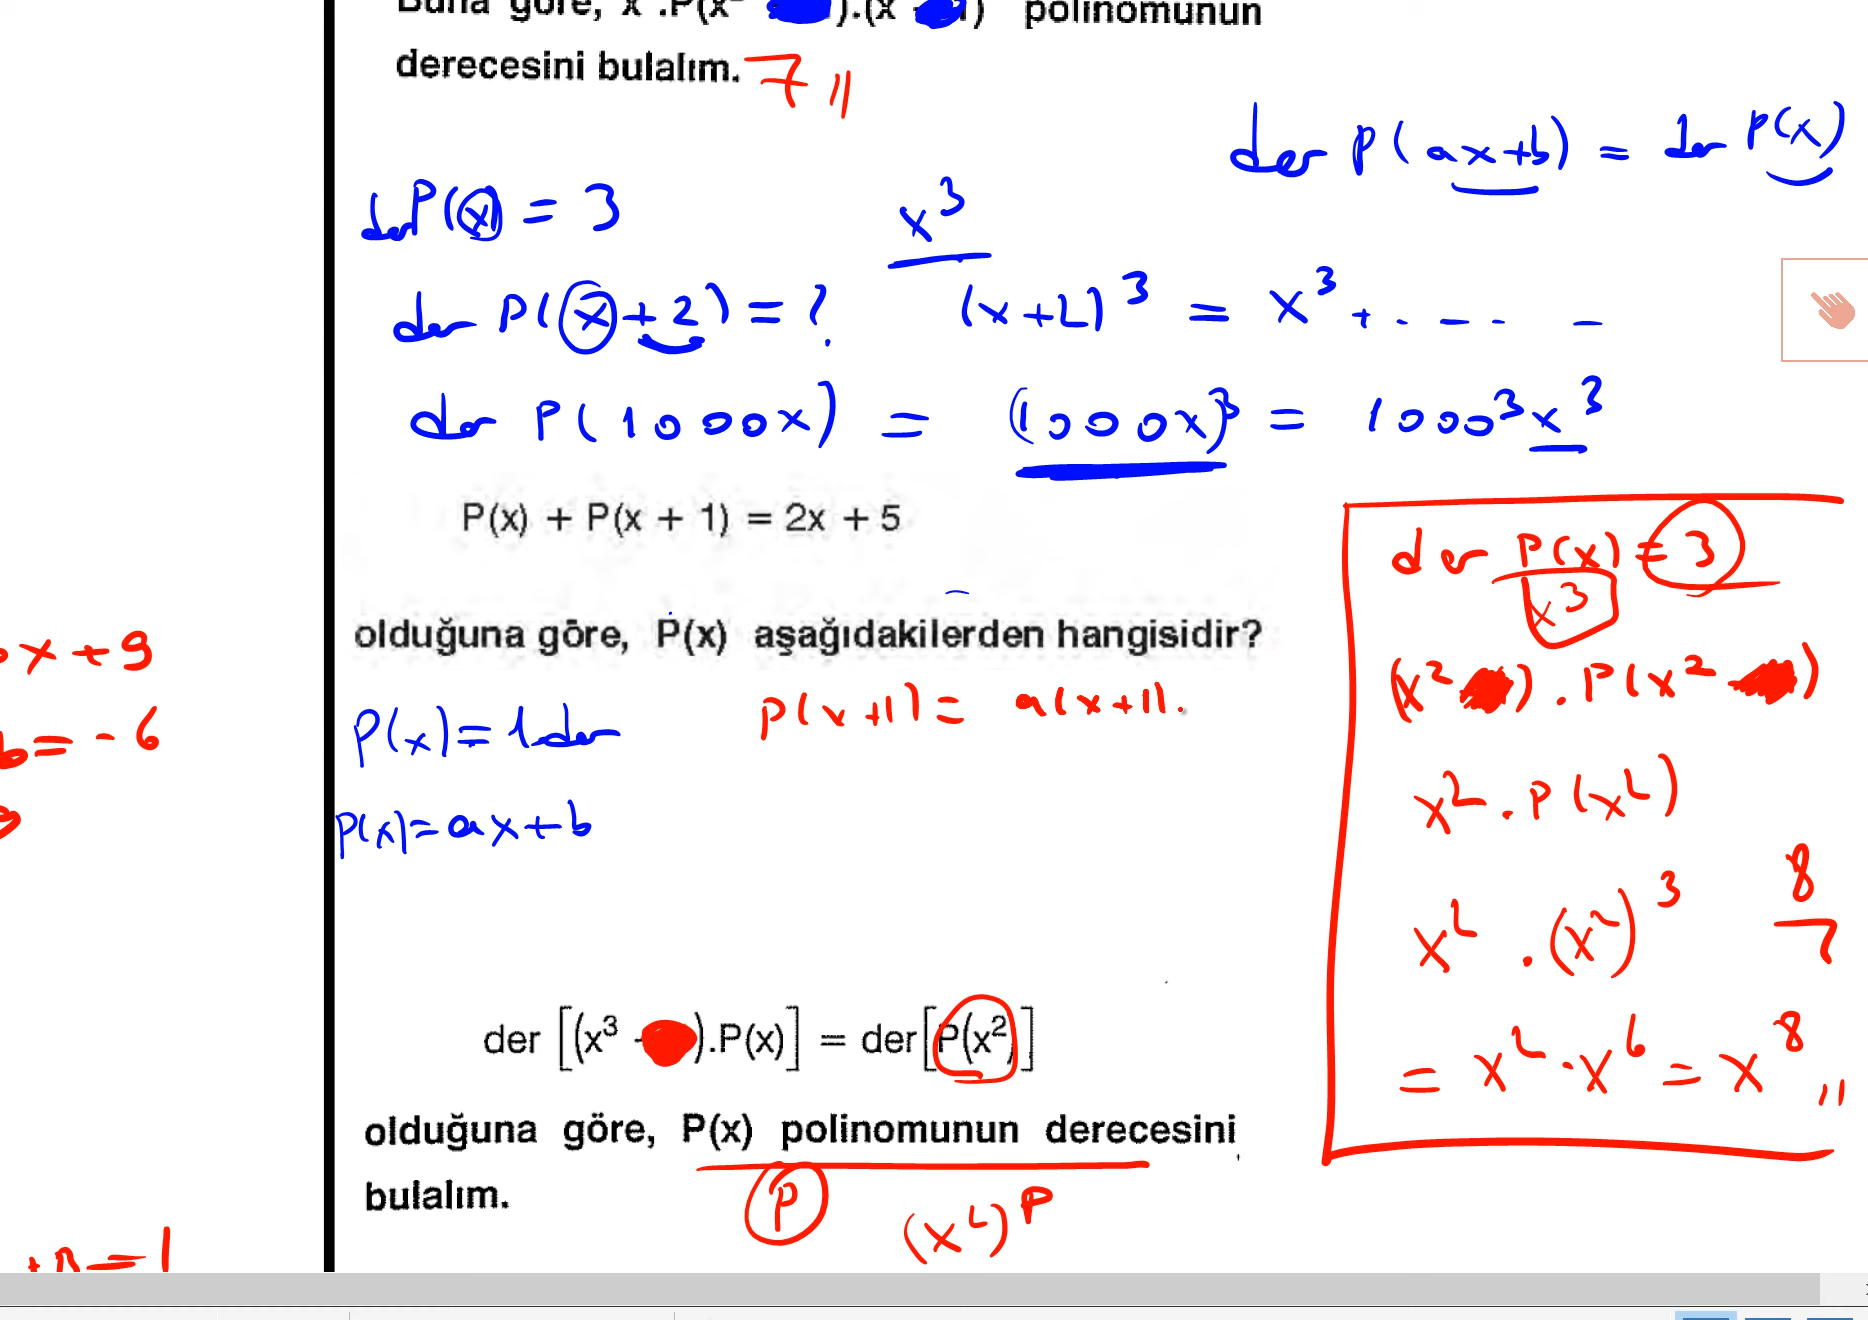 Buna göre, x .P(x ).(x ) polinomunun
derecesini bulalım. 7 //
der P(ax+b) = der P(x)
der P(x) = 3
x³
der P(x+2) = ?
(x+2)³ = x³ + . - - - -
der P(1000x) = (1000x)³ = 1000³x³
P(x) + P(x + 1) = 2x + 5
olduğuna göre, P(x) aşağıdakilerden hangisidir?
P(x) = 1.der
P(x+1) = a(x+1).
P(x) = ax+b
der [(x³ - ).P(x)] = der[P(x²)]
olduğuna göre, P(x) polinomunun derecesini
bulalım.
P
(x²)ᴾ
der P(x) = 3
x³
(x² ) . P(x² - )
x² . P(x²)
x² . (x²)³
8
7
= x² . x⁶ = x⁸ //
x+9
b = -6
= 1